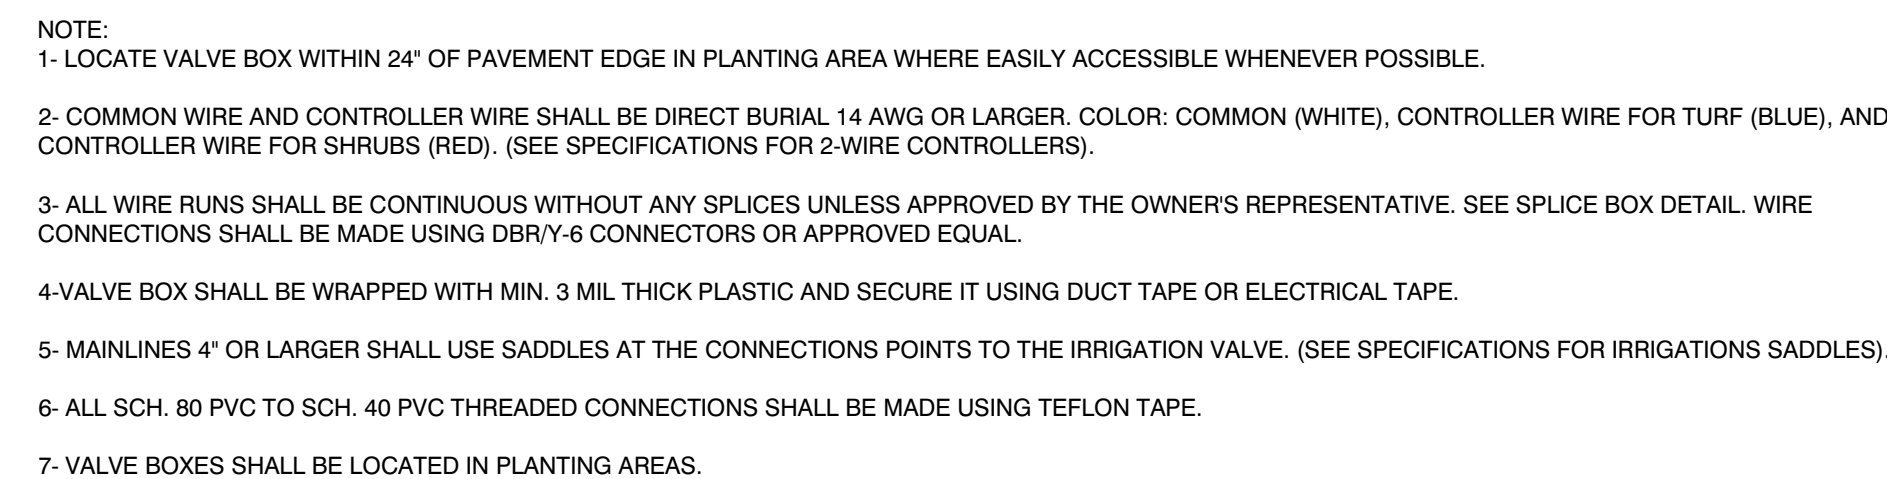 NOTE:
1- LOCATE VALVE BOX WITHIN 24" OF PAVEMENT EDGE IN PLANTING AREA WHERE EASILY ACCESSIBLE WHENEVER POSSIBLE.
2- COMMON WIRE AND CONTROLLER WIRE SHALL BE DIRECT BURIAL 14 AWG OR LARGER. COLOR: COMMON (WHITE), CONTROLLER WIRE FOR TURF (BLUE), AND
CONTROLLER WIRE FOR SHRUBS (RED). (SEE SPECIFICATIONS FOR 2-WIRE CONTROLLERS).
3- ALL WIRE RUNS SHALL BE CONTINUOUS WITHOUT ANY SPLICES UNLESS APPROVED BY THE OWNER'S REPRESENTATIVE. SEE SPLICE BOX DETAIL. WIRE
CONNECTIONS SHALL BE MADE USING DBR/Y-6 CONNECTORS OR APPROVED EQUAL.
4-VALVE BOX SHALL BE WRAPPED WITH MIN. 3 MIL THICK PLASTIC AND SECURE IT USING DUCT TAPE OR ELECTRICAL TAPE.
5- MAINLINES 4" OR LARGER SHALL USE SADDLES AT THE CONNECTIONS POINTS TO THE IRRIGATION VALVE. (SEE SPECIFICATIONS FOR IRRIGATIONS SADDLES).
6- ALL SCH. 80 PVC TO SCH. 40 PVC THREADED CONNECTIONS SHALL BE MADE USING TEFLON TAPE.
7- VALVE BOXES SHALL BE LOCATED IN PLANTING AREAS.